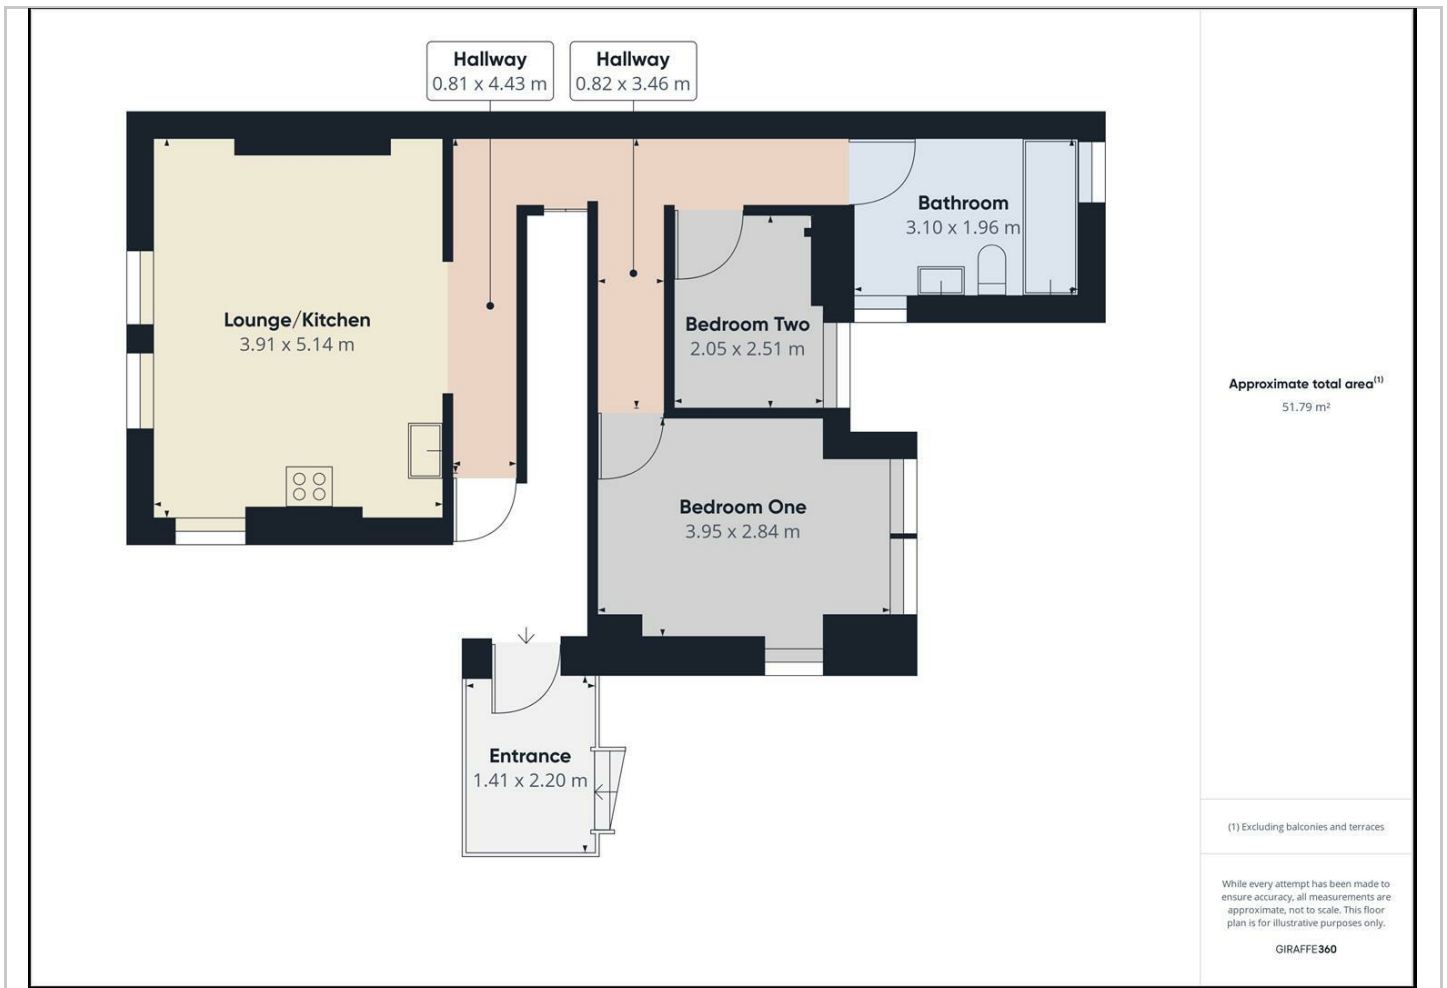 Hallway
0.81 x 4.43 m
Hallway
0.82 x 3.46 m
Bathroom
3.10 x 1.96 m
Lounge/Kitchen
3.91 x 5.14 m
Bedroom Two
2.05 x 2.51 m
Bedroom One
3.95 x 2.84 m
Entrance
1.41 x 2.20 m
Approximate total area(1)
51.79 m²
(1) Excluding balconies and terraces
While every attempt has been made to
ensure accuracy, all measurements are
approximate, not to scale. This floor
plan is for illustrative purposes only.
GIRAFFE360